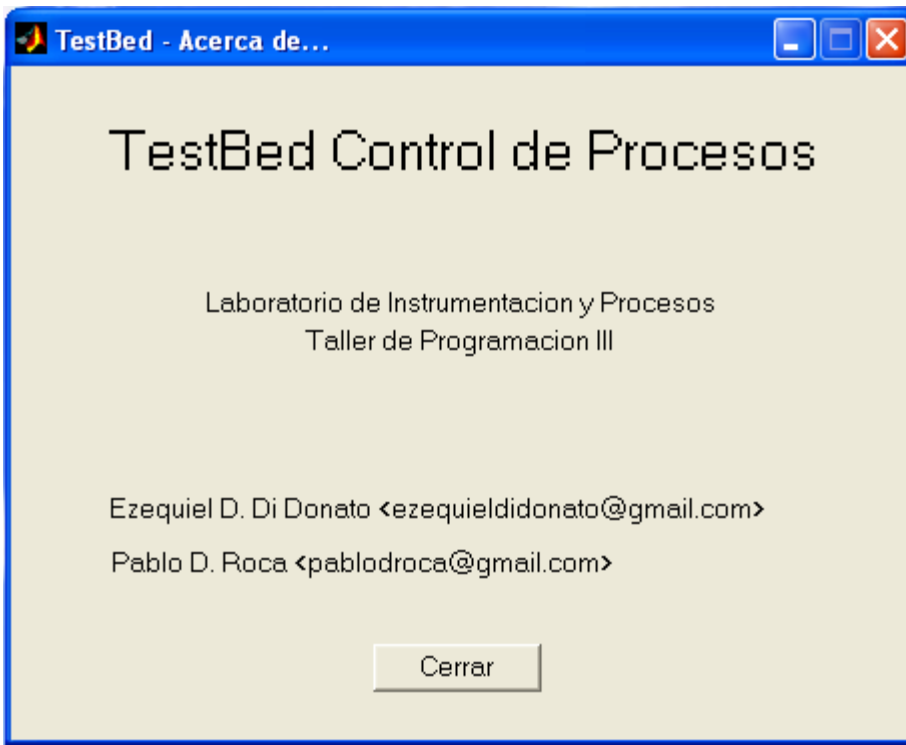 TestBed - Acerca de...
TestBed Control de Procesos
Laboratorio de Instrumentacion y Procesos
Taller de Programacion III
Ezequiel D. Di Donato <ezequieldidonato@gmail.com>
Pablo D. Roca <pablodroca@gmail.com>
Cerrar